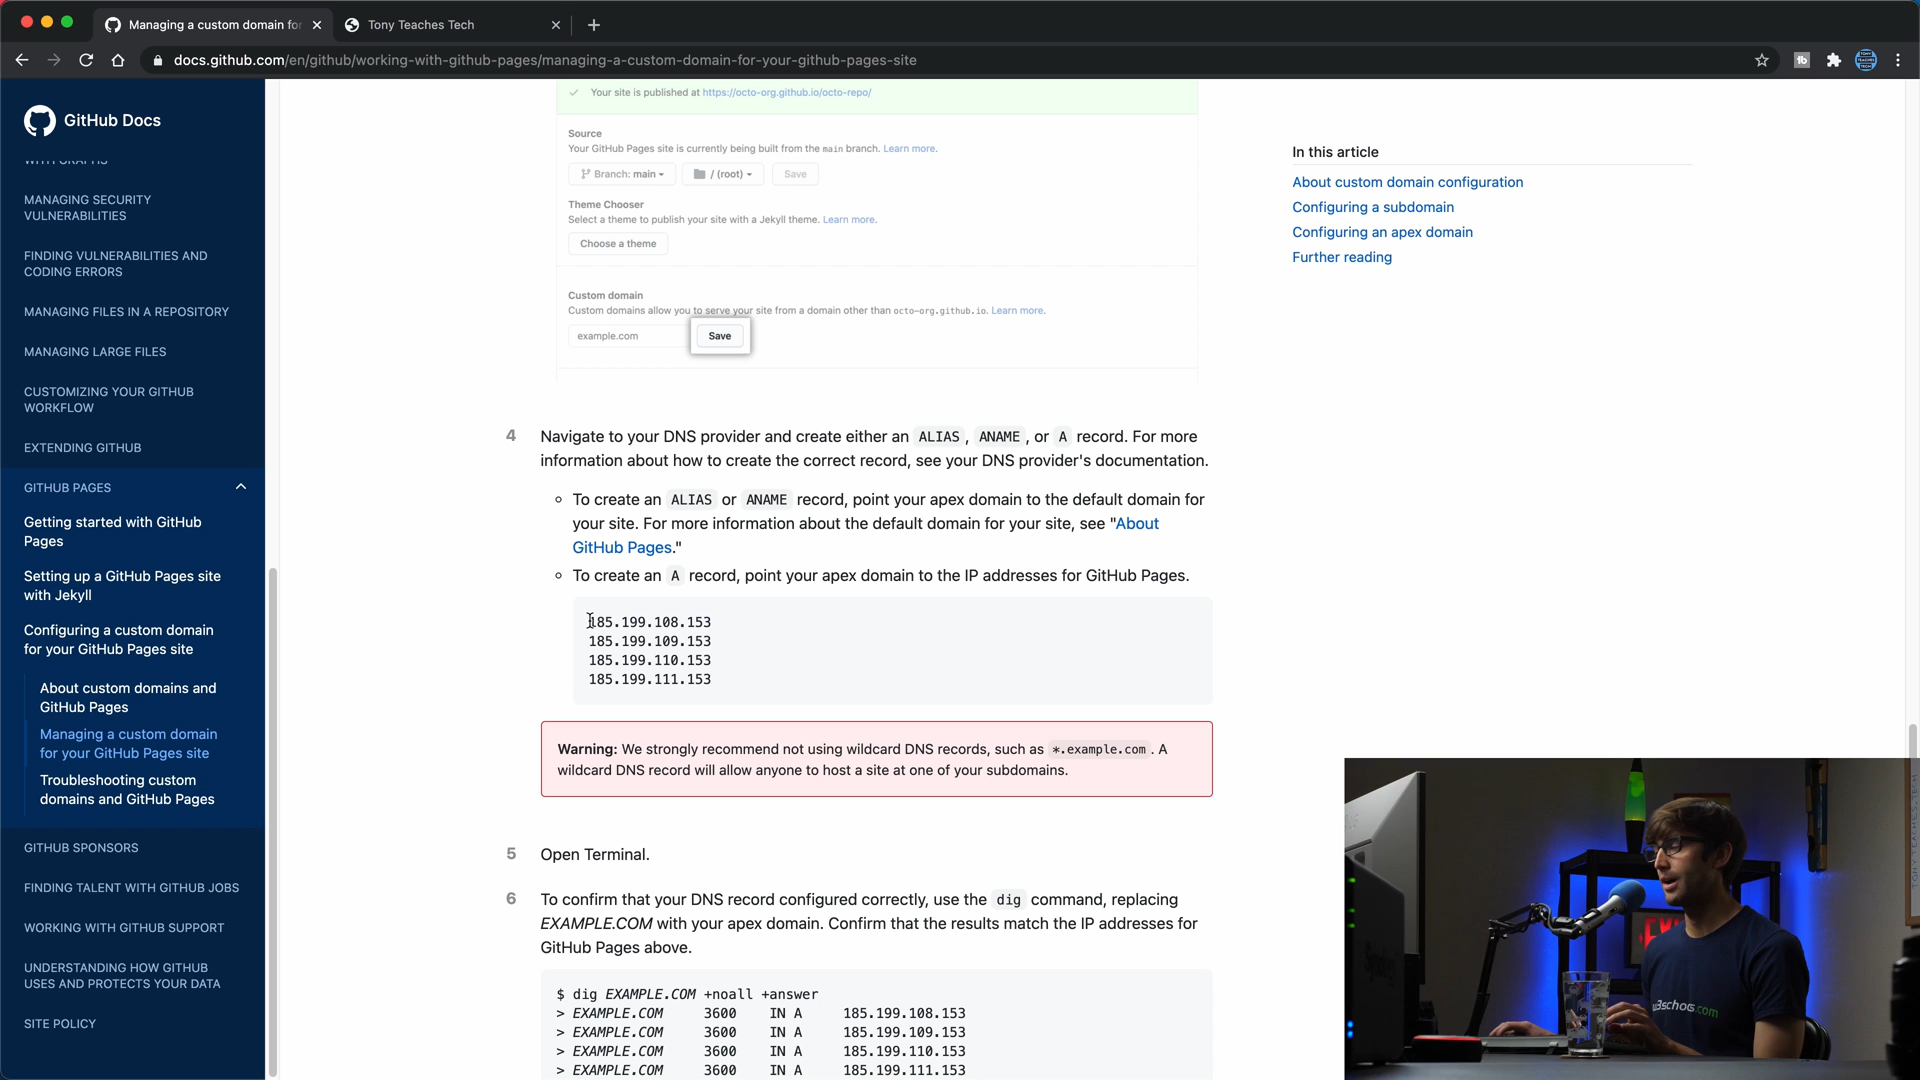 Managing a custom domain for
Tony Teaches Tech
docs.github.com/en/github/working-with-github-pages/managing-a-custom-domain-for-your-github-pages-site
GitHub Docs
MANAGING SECURITY
VULNERABILITIES
FINDING VULNERABILITIES AND
CODING ERRORS
MANAGING FILES IN A REPOSITORY
MANAGING LARGE FILES
CUSTOMIZING YOUR GITHUB
WORKFLOW
EXTENDING GITHUB
GITHUB PAGES
Getting started with GitHub
Pages
Setting up a GitHub Pages site
with Jekyll
Configuring a custom domain
for your GitHub Pages site
About custom domains and
GitHub Pages
Managing a custom domain
for your GitHub Pages site
Troubleshooting custom
domains and GitHub Pages
GITHUB SPONSORS
FINDING TALENT WITH GITHUB JOBS
WORKING WITH GITHUB SUPPORT
UNDERSTANDING HOW GITHUB
USES AND PROTECTS YOUR DATA
SITE POLICY
Your site is published at https://octo-org.github.io/octo-repo/
Source
Your GitHub Pages site is currently being built from the main branch. Learn more.
Branch: main
/ (root)
Save
Theme Chooser
Select a theme to publish your site with a Jekyll theme. Learn more.
Choose a theme
Custom domain
Custom domains allow you to serve your site from a domain other than octo-org.github.io. Learn more.
example.com
Save
4 Navigate to your DNS provider and create either an ALIAS, ANAME, or A record. For more
information about how to create the correct record, see your DNS provider's documentation.
To create an ALIAS or ANAME record, point your apex domain to the default domain for
your site. For more information about the default domain for your site, see "About
GitHub Pages."
To create an A record, point your apex domain to the IP addresses for GitHub Pages.
185.199.108.153
185.199.109.153
185.199.110.153
185.199.111.153
Warning: We strongly recommend not using wildcard DNS records, such as *.example.com. A
wildcard DNS record will allow anyone to host a site at one of your subdomains.
5 Open Terminal.
6 To confirm that your DNS record configured correctly, use the dig command, replacing
EXAMPLE.COM with your apex domain. Confirm that the results match the IP addresses for
GitHub Pages above.
$ dig EXAMPLE.COM +noall +answer
> EXAMPLE.COM 3600 IN A 185.199.108.153
> EXAMPLE.COM 3600 IN A 185.199.109.153
> EXAMPLE.COM 3600 IN A 185.199.110.153
> EXAMPLE.COM 3600 IN A 185.199.111.153
In this article
About custom domain configuration
Configuring a subdomain
Configuring an apex domain
Further reading